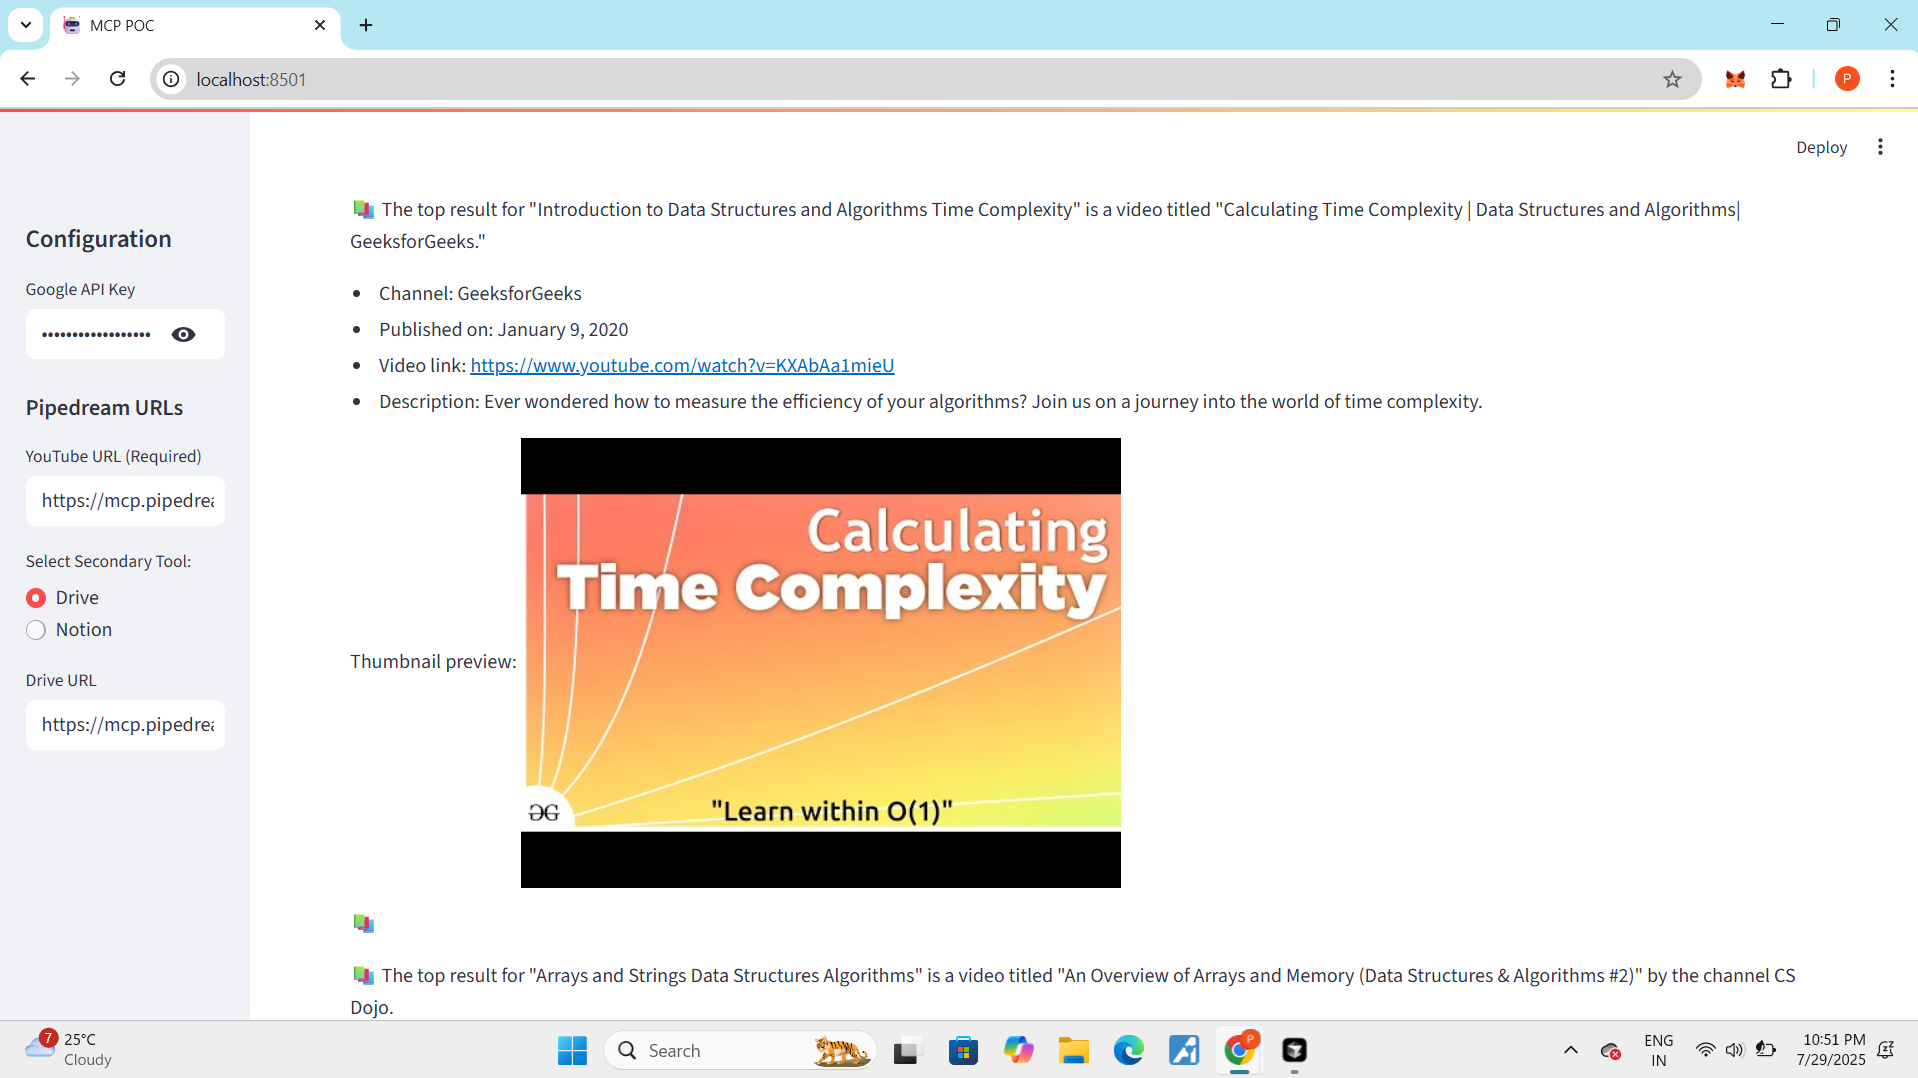 MCP POC
localhost:8501
P
Deploy
Configuration
Google API Key
Pipedream URLs
YouTube URL (Required)
https://mcp.pipedrea
Select Secondary Tool:
Drive
Notion
Drive URL
https://mcp.pipedrea
The top result for "Introduction to Data Structures and Algorithms Time Complexity" is a video titled "Calculating Time Complexity | Data Structures and Algorithms|
GeeksforGeeks."
Channel: GeeksforGeeks
Published on: January 9, 2020
Video link: https://www.youtube.com/watch?v=KXAbAa1mieU
Description: Ever wondered how to measure the efficiency of your algorithms? Join us on a journey into the world of time complexity.
Thumbnail preview:
Calculating
Time Complexity
"Learn within O(1)"
The top result for "Arrays and Strings Data Structures Algorithms" is a video titled "An Overview of Arrays and Memory (Data Structures & Algorithms #2)" by the channel CS
Dojo.
7
25°C
Cloudy
Search
P
ENG
IN
10:51 PM
7/29/2025